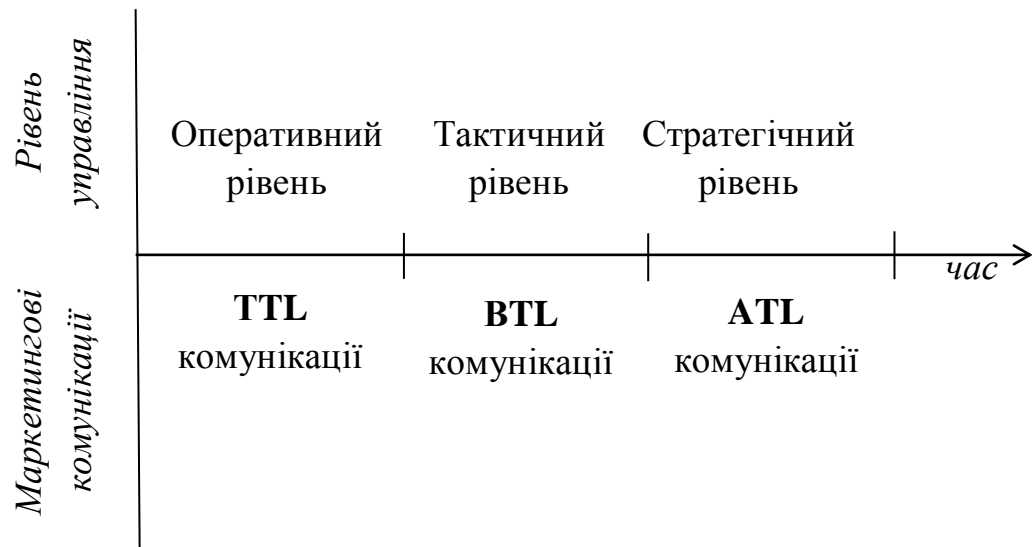 Рівень
управління
Оперативний
рівень
Тактичний
рівень
Стратегічний
рівень
час
Маркетингові
комунікації
TTL
комунікації
BTL
комунікації
ATL
комунікації